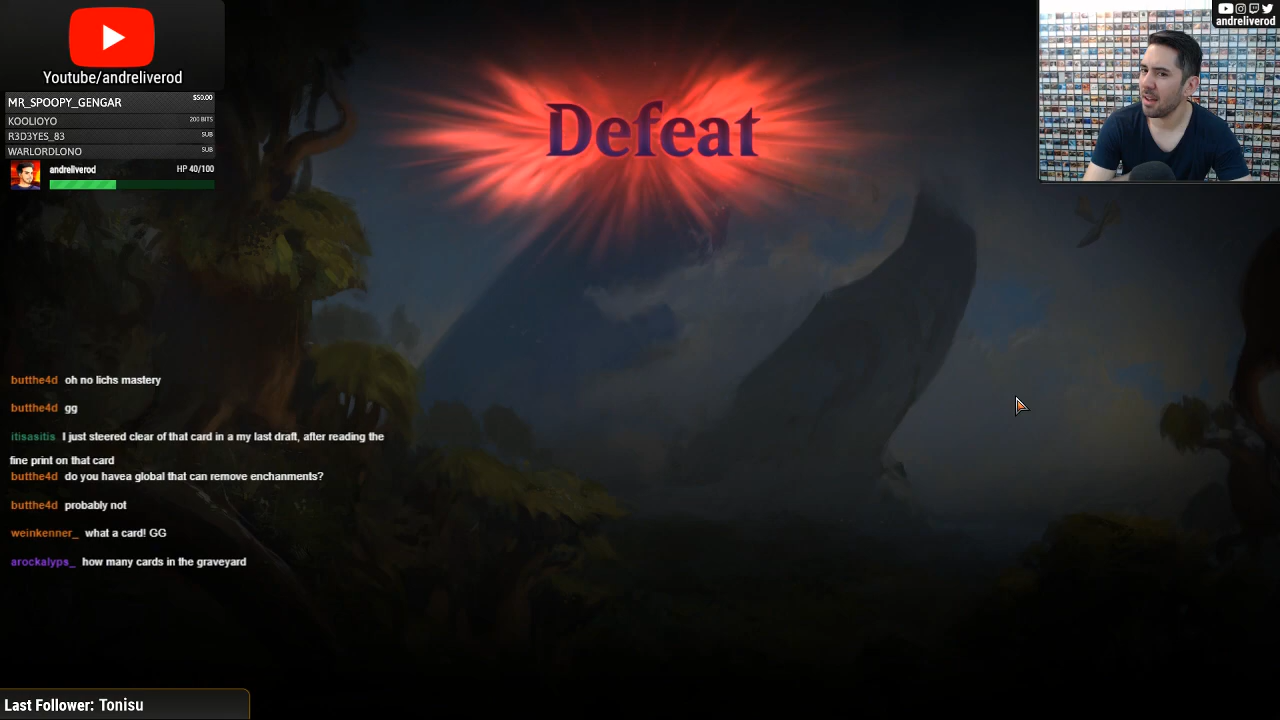 Youtube/andreliverod
MR_SPOOPY_GENGAR $50.00
KOOLIOYO 200 BITS
R3D3YES_83 SUB
WARLORDLONO SUB
andreliverod HP 40/100
Defeat
andreliverod
butthe4d oh no lichs mastery
butthe4d gg
itisasitis I just steered clear of that card in a my last draft, after reading the
fine print on that card
butthe4d do you havea global that can remove enchanments?
butthe4d probably not
weinkenner_ what a card! GG
arockalyps_ how many cards in the graveyard
Last Follower: Tonisu